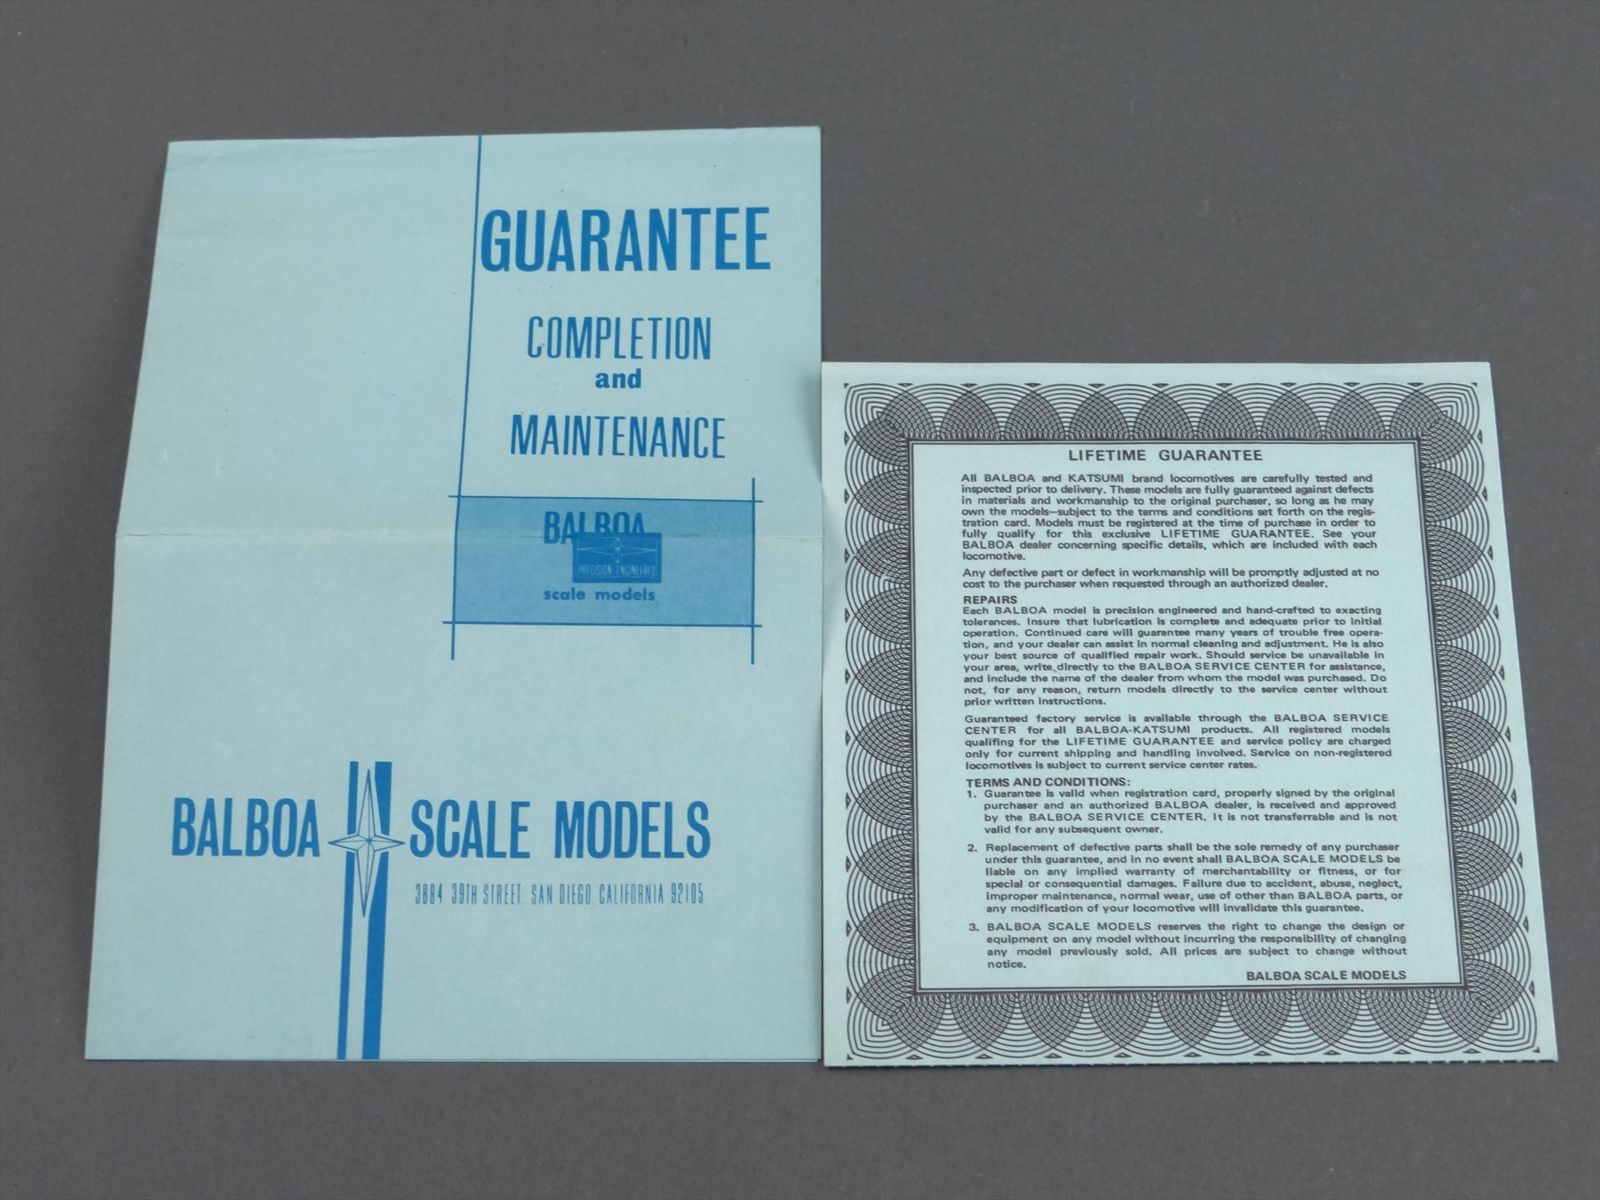 GUARANTEE
COMPLETION
and
MAINTENANCE
BALBOA
PRECISION ENGINEERED
scale models
BALBOA SCALE MODELS
3884 39TH STREET, SAN DIEGO, CALIFORNIA 92105
LIFETIME GUARANTEE
All BALBOA and KATSUMI brand locomotives are carefully tested and
inspected prior to delivery. These models are fully guaranteed against defects
in materials and workmanship to the original purchaser, so long as he may
own the models—subject to the terms and conditions set forth on the regis-
tration card. Models must be registered at the time of purchase in order to
fully qualify for this exclusive LIFETIME GUARANTEE. See your
BALBOA dealer concerning specific details, which are included with each
locomotive.
Any defective part or defect in workmanship will be promptly adjusted at no
cost to the purchaser when requested through an authorized dealer.
REPAIRS
Each BALBOA model is precision engineered and hand-crafted to exacting
tolerances. Insure that lubrication is complete and adequate prior to initial
operation. Continued care will guarantee many years of trouble free opera-
tion, and your dealer can assist in normal cleaning and adjustment. He is also
your best source of qualified repair work. Should service be unavailable in
your area, write directly to the BALBOA SERVICE CENTER for assistance,
and include the name of the dealer from whom the model was purchased. Do
not, for any reason, return models directly to the service center without
prior written instructions.
Guaranteed factory service is available through the BALBOA SERVICE
CENTER for all BALBOA-KATSUMI products. All registered models
qualifing for the LIFETIME GUARANTEE and service policy are charged
only for current shipping and handling involved. Service on non-registered
locomotives is subject to current service center rates.
TERMS AND CONDITIONS:
1. Guarantee is valid when registration card, properly signed by the original
purchaser and an authorized BALBOA dealer, is received and approved
by the BALBOA SERVICE CENTER. It is not transferrable and is not
valid for any subsequent owner.
2. Replacement of defective parts shall be the sole remedy of any purchaser
under this guarantee, and in no event shall BALBOA SCALE MODELS be
liable on any implied warranty of merchantability or fitness, or for
special or consequential damages. Failure due to accident, abuse, neglect,
improper maintenance, normal wear, use of other than BALBOA parts, or
any modification of your locomotive will invalidate this guarantee.
3. BALBOA SCALE MODELS reserves the right to change the design or
equipment on any model without incurring the responsibility of changing
any model previously sold. All prices are subject to change without
notice.
BALBOA SCALE MODELS